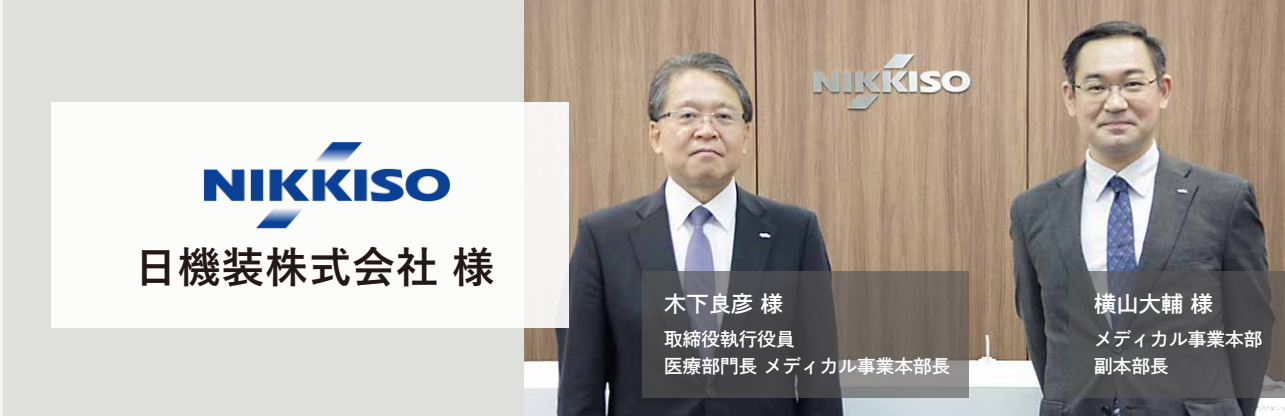 NIKKISO
日機装株式会社 様
NIKKISO
木下良彦 様
取締役執行役員
医療部門長 メディカル事業本部長
横山大輔 様
メディカル事業本部
副本部長